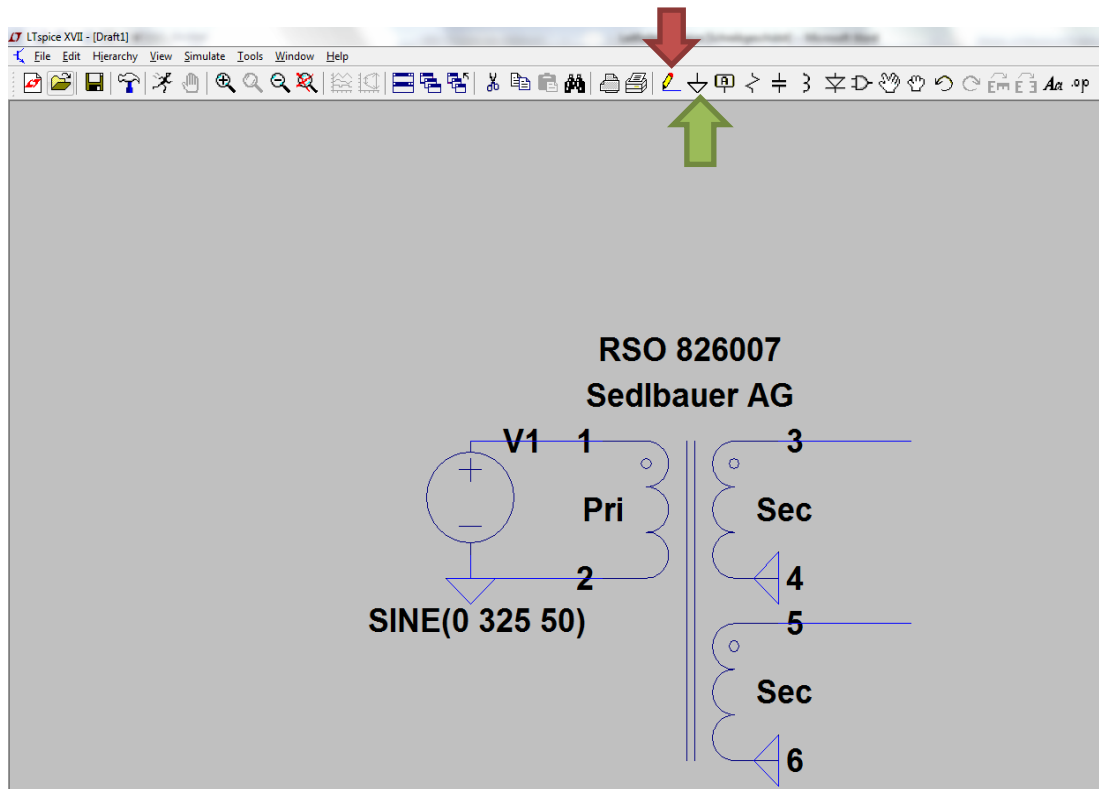 LTspice XVII - [Draft1]
File Edit Hierarchy View Simulate Tools Window Help
Aa .op
RSO 826007
Sedlbauer AG
V1 1 3
Pri Sec
2 4
SINE(0 325 50) 5
Sec
6